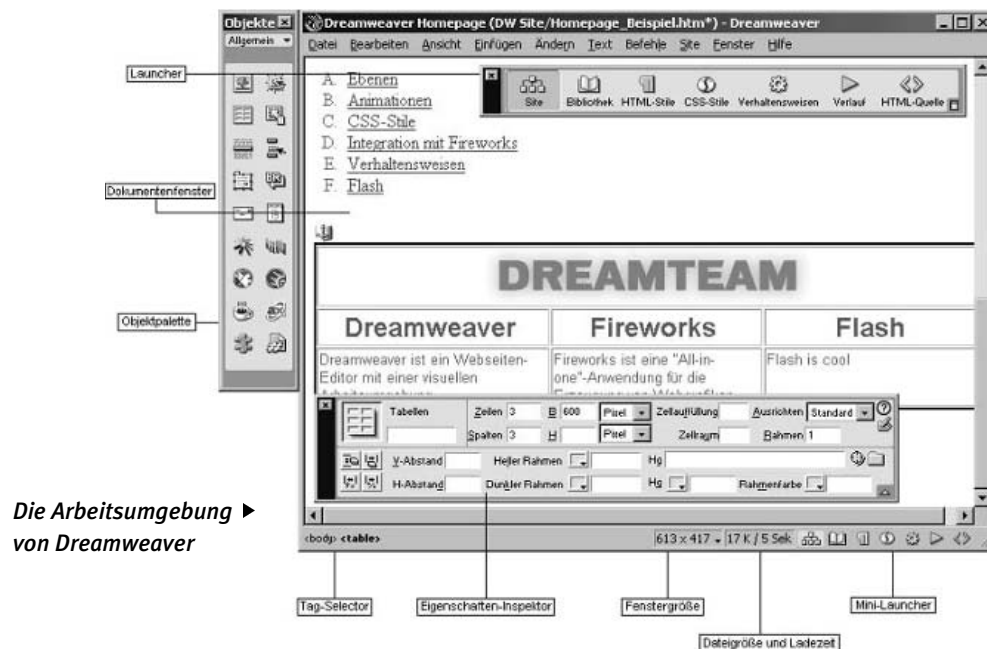 Objekte
Allgemein
Dreamweaver Homepage (DW Site/Homepage_Beispiel.htm*) - Dreamweaver
Datei Bearbeiten Ansicht Einfügen Ändern Text Befehle Site Fenster Hilfe
Launcher
A. Ebenen
B. Animationen
C. CSS-Stile
D. Integration mit Fireworks
E. Verhaltensweisen
F. Flash
Site Bibliothek HTML-Stile CSS-Stile Verhaltensweisen Verlauf HTML-Quelle
Dokumentenfenster
DREAMTEAM
Objektpalette
Dreamweaver Fireworks Flash
Dreamweaver ist ein Webseiten-
Editor mit einer visuellen
Arbeitsumgebung
Fireworks ist eine "All-in-
one"-Anwendung für die
Erzeugung von Webgrafiken
Flash is cool
Tabellen Zeilen 3 B 600 Pixel Zellauffüllung Ausrichten Standard
Spalten 3 H Pixel Zellraum Rahmen 1
V-Abstand Heller Rahmen Hg
H-Abstand Dunkler Rahmen Hg Rahmenfarbe
Die Arbeitsumgebung
von Dreamweaver
<body> <table> 613 x 417 17 K / 5 Sek
Tag-Selector Eigenschaften-Inspektor Fenstergröße Mini-Launcher
Dateigröße und Ladezeit